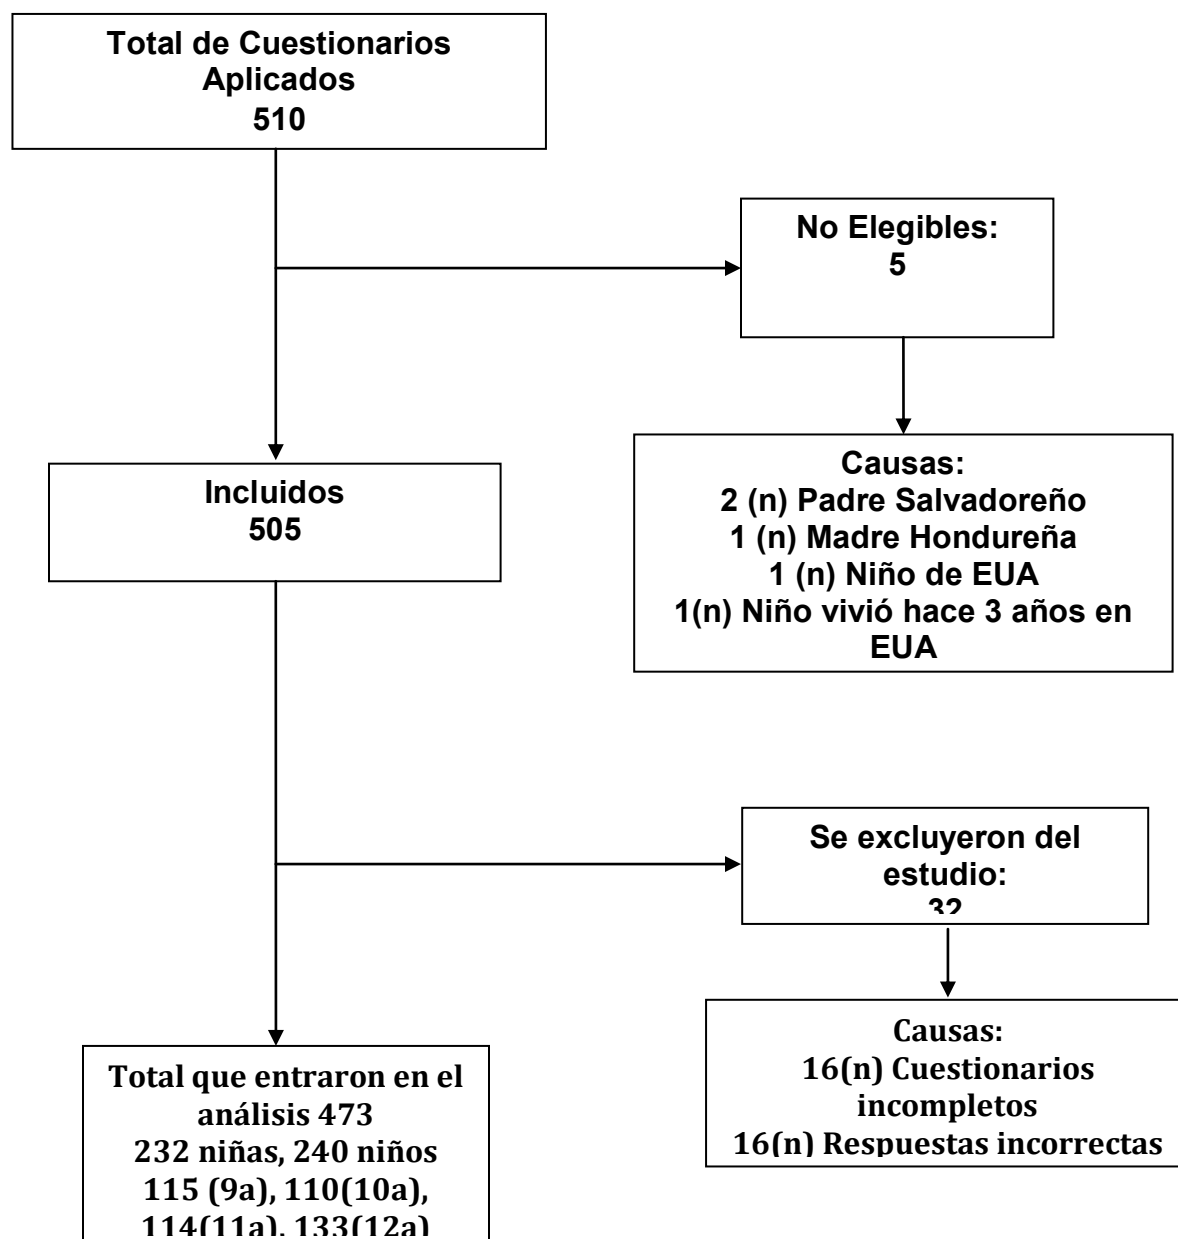 Total de Cuestionarios
Aplicados
510
No Elegibles:
5
Causas:
2 (n) Padre Salvadoreño
1 (n) Madre Hondureña
1 (n) Niño de EUA
1(n) Niño vivió hace 3 años en
EUA
Incluidos
505
Se excluyeron del
estudio:
32
Causas:
16(n) Cuestionarios
incompletos
16(n) Respuestas incorrectas
Total que entraron en el
análisis 473
232 niñas, 240 niños
115 (9a), 110(10a),
114(11a), 133(12a)